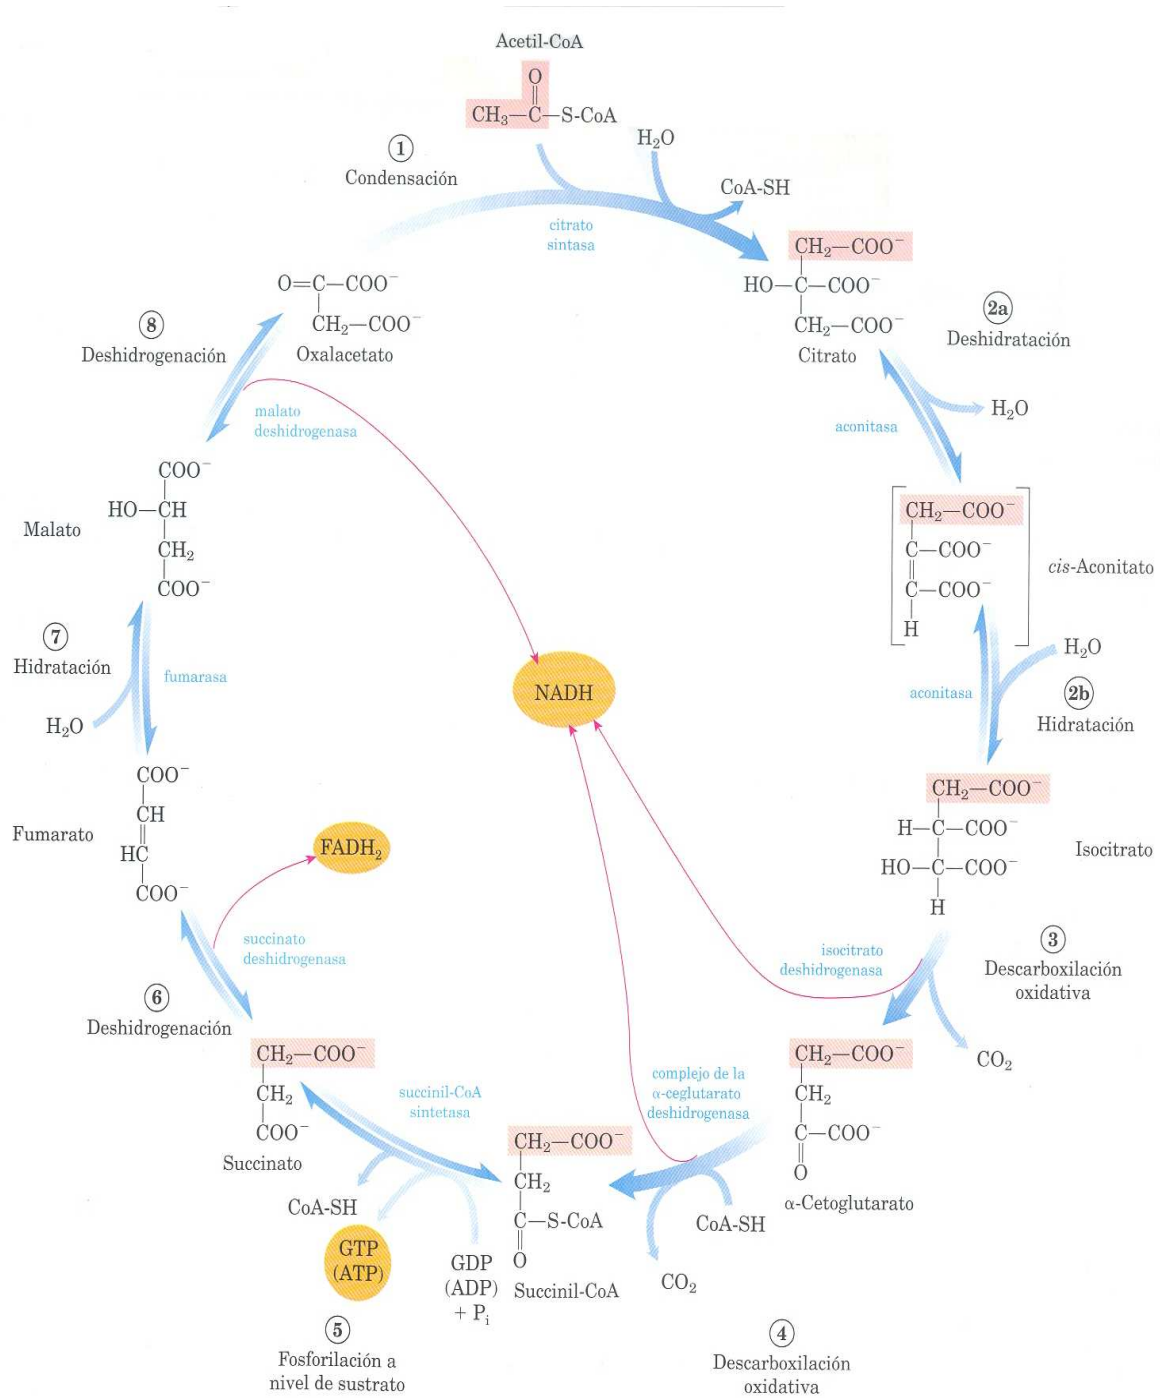 Acetil-CoA
O
CH₃—C—S-CoA
H₂O
1
Condensación
CoA-SH
citrato
sintasa
CH₂—COO⁻
HO—C—COO⁻
CH₂—COO⁻
Citrato
2a
Deshidratación
H₂O
aconitasa
CH₂—COO⁻
C—COO⁻
C—COO⁻
H
cis-Aconitato
H₂O
aconitasa
2b
Hidratación
CH₂—COO⁻
H—C—COO⁻
HO—C—COO⁻
H
Isocitrato
3
Descarboxilación
oxidativa
isocitrato
deshidrogenasa
CO₂
CH₂—COO⁻
CH₂
C—COO⁻
O
α-Cetoglutarato
complejo de la
α-ceglutarato
deshidrogenasa
CoA-SH
CO₂
4
Descarboxilación
oxidativa
CH₂—COO⁻
CH₂
C—S-CoA
O
Succinil-CoA
succinil-CoA
sintetasa
GDP
(ADP)
+ Pᵢ
CoA-SH
GTP
(ATP)
5
Fosforilación a
nivel de sustrato
CH₂—COO⁻
CH₂
COO⁻
Succinato
6
Deshidrogenación
succinato
deshidrogenasa
FADH₂
COO⁻
CH
HC
COO⁻
Fumarato
H₂O
7
Hidratación
fumarasa
COO⁻
HO—CH
CH₂
COO⁻
Malato
8
Deshidrogenación
malato
deshidrogenasa
O=C—COO⁻
CH₂—COO⁻
Oxalacetato
NADH